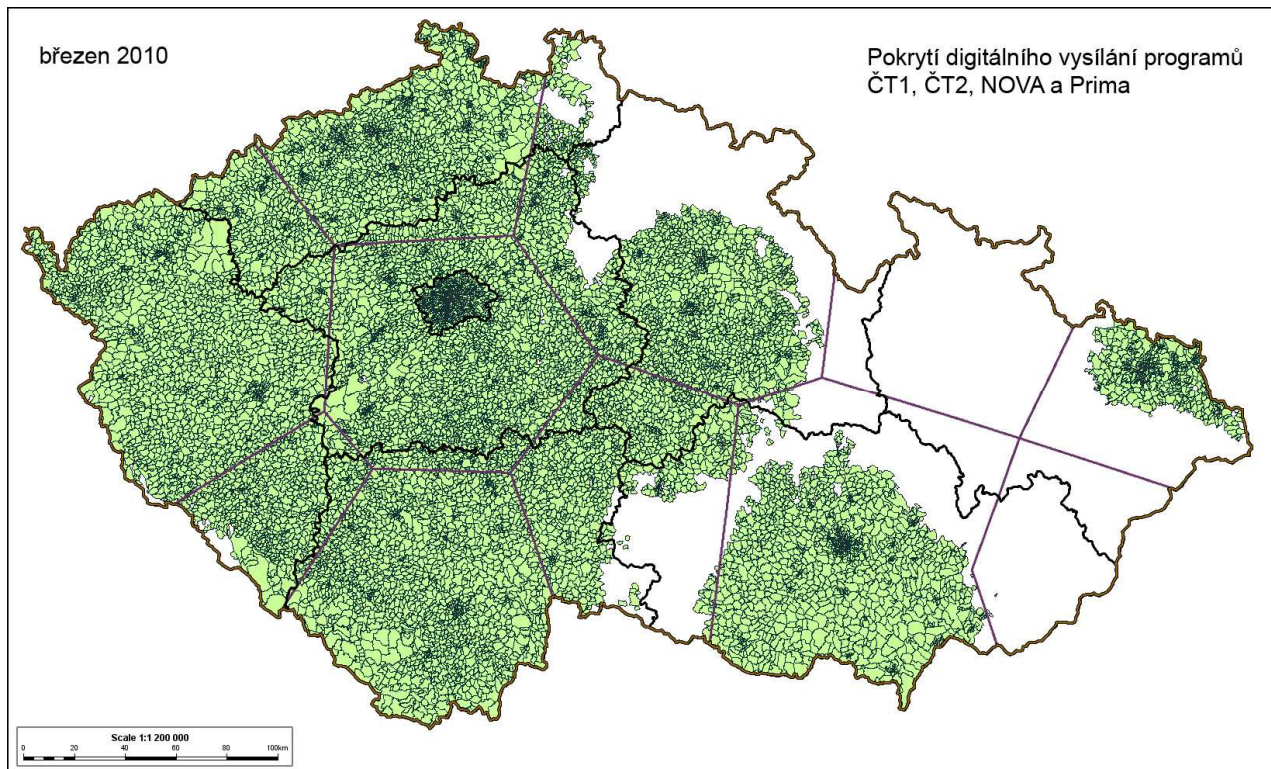 březen 2010
Pokrytí digitálního vysílání programů
ČT1, ČT2, NOVA a Prima
Scale 1:1 200 000
0 20 40 60 80 100km